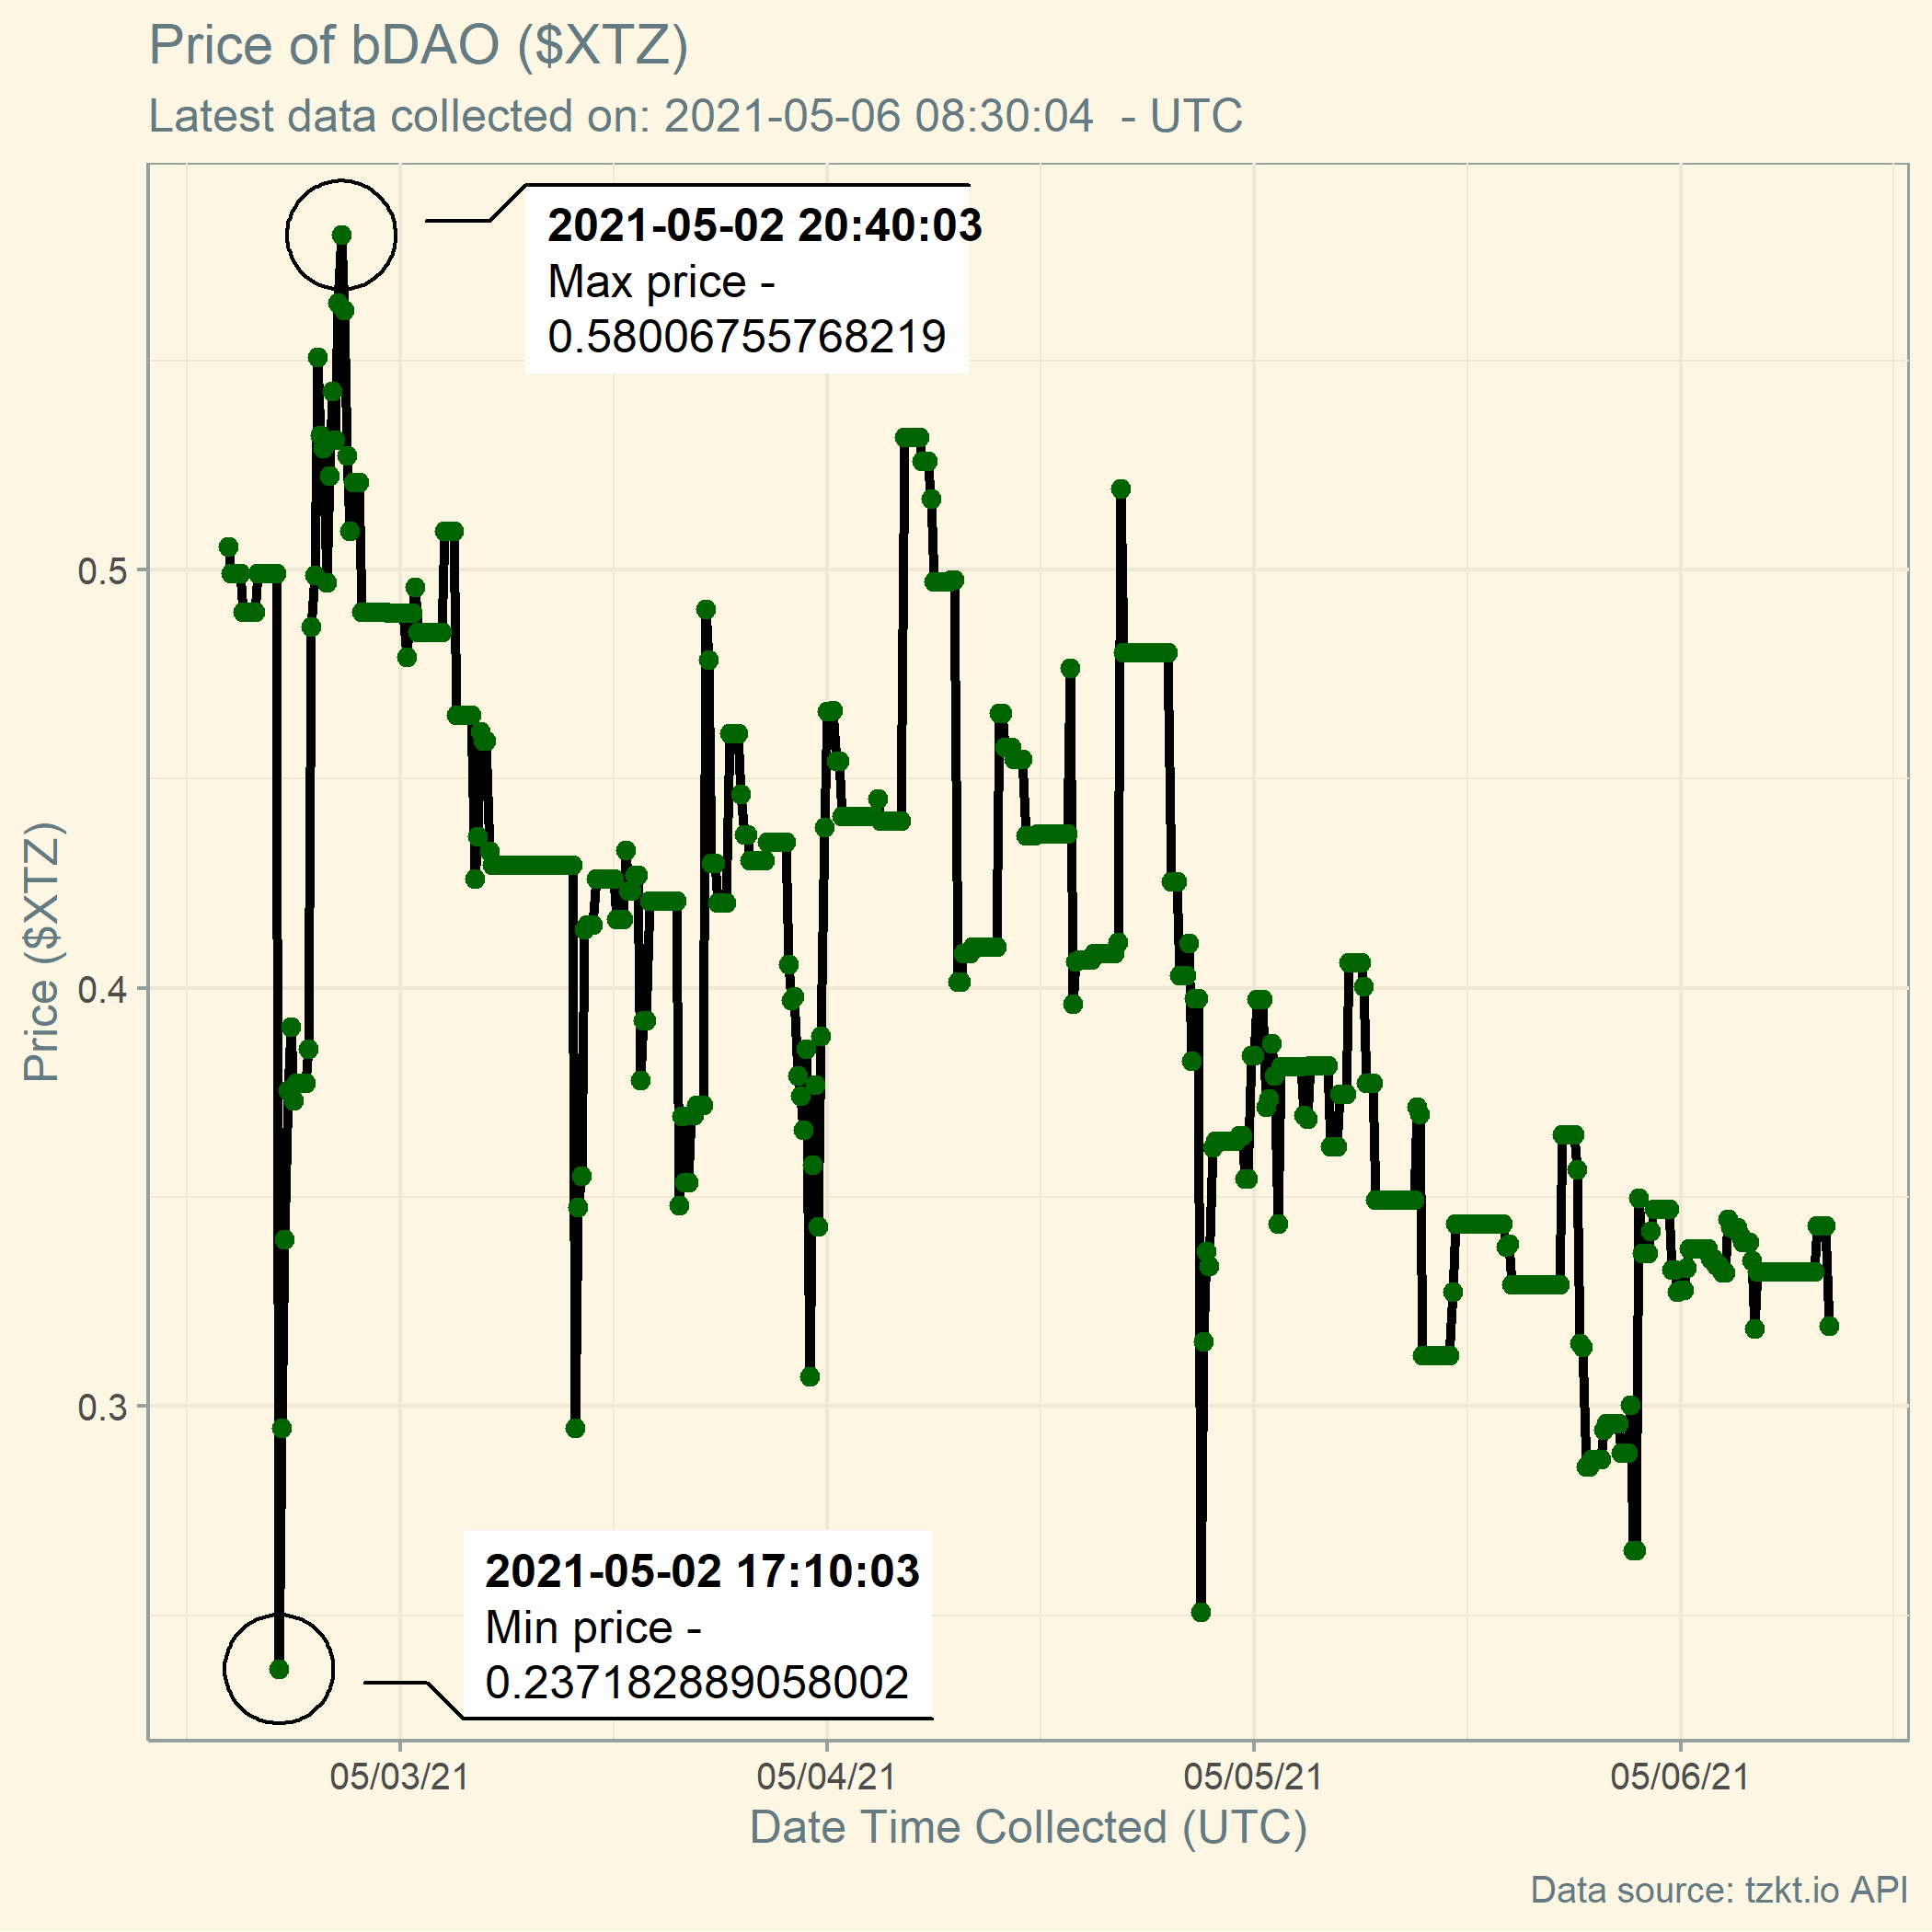 Price of bDAO ($XTZ)
Latest data collected on: 2021-05-06 08:30:04  - UTC
2021-05-02 20:40:03
Max price -
0.58006755768219
0.5
0.4
0.3
Price ($XTZ)
2021-05-02 17:10:03
Min price -
0.237182889058002
05/03/21
05/04/21
05/05/21
05/06/21
Date Time Collected (UTC)
Data source: tzkt.io API